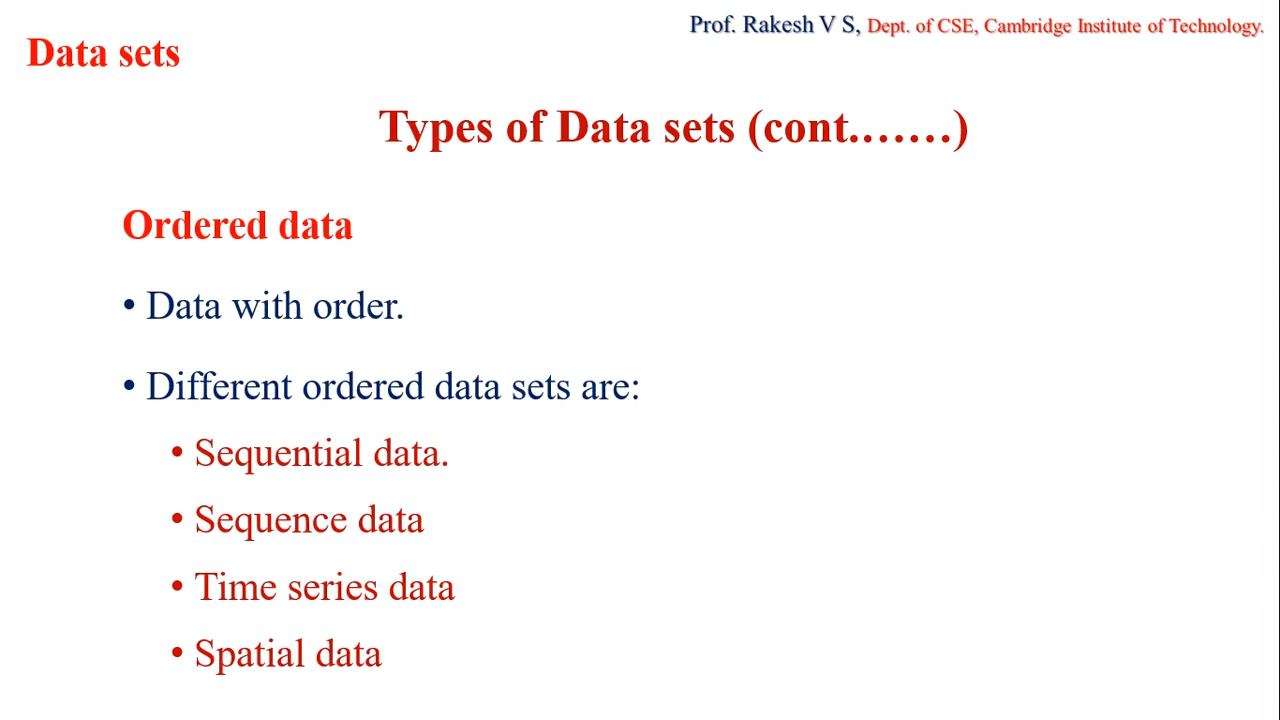 Prof. Rakesh V S, Dept. of CSE, Cambridge Institute of Technology.
Data sets
Types of Data sets (cont.……)
Ordered data
• Data with order.
• Different ordered data sets are:
• Sequential data.
• Sequence data
• Time series data
• Spatial data